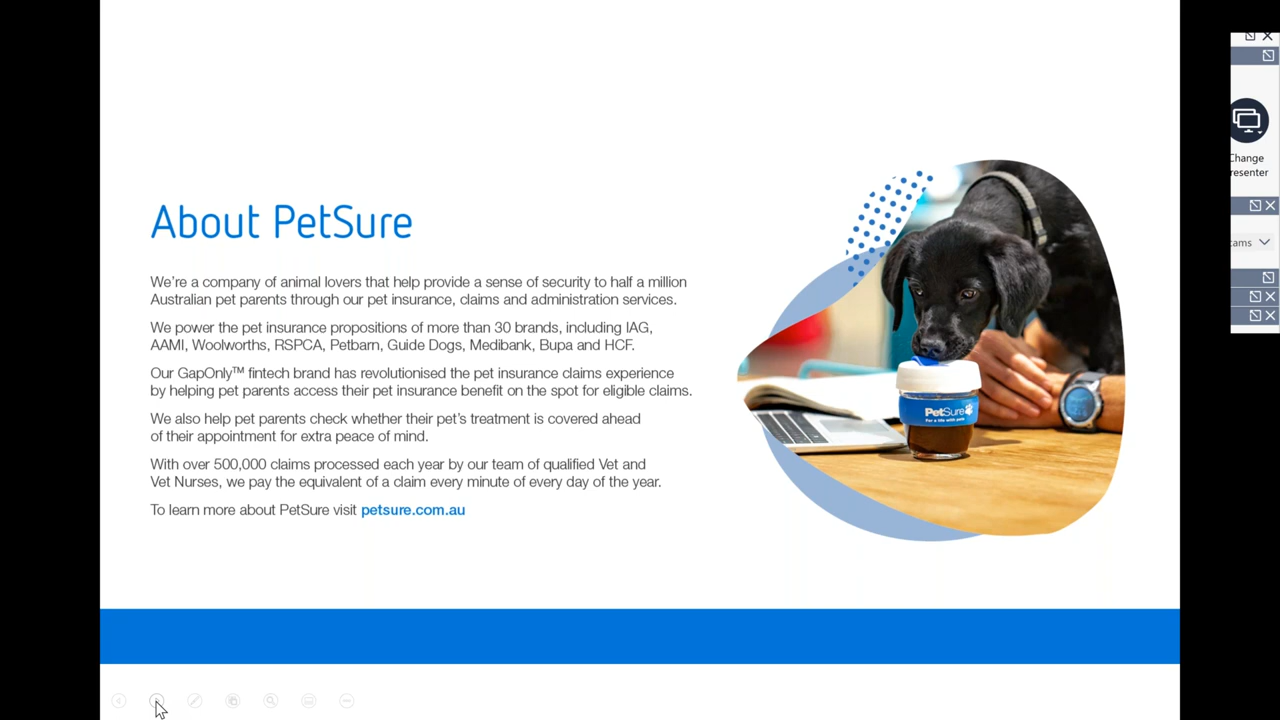 About PetSure
We're a company of animal lovers that help provide a sense of security to half a million
Australian pet parents through our pet insurance, claims and administration services.
We power the pet insurance propositions of more than 30 brands, including IAG,
AAMI, Woolworths, RSPCA, Petbarn, Guide Dogs, Medibank, Bupa and HCF.
Our GapOnly™ fintech brand has revolutionised the pet insurance claims experience
by helping pet parents access their pet insurance benefit on the spot for eligible claims.
We also help pet parents check whether their pet's treatment is covered ahead
of their appointment for extra peace of mind.
With over 500,000 claims processed each year by our team of qualified Vet and
Vet Nurses, we pay the equivalent of a claim every minute of every day of the year.
To learn more about PetSure visit petsure.com.au
PetSure
For a life with pets
Change
resenter